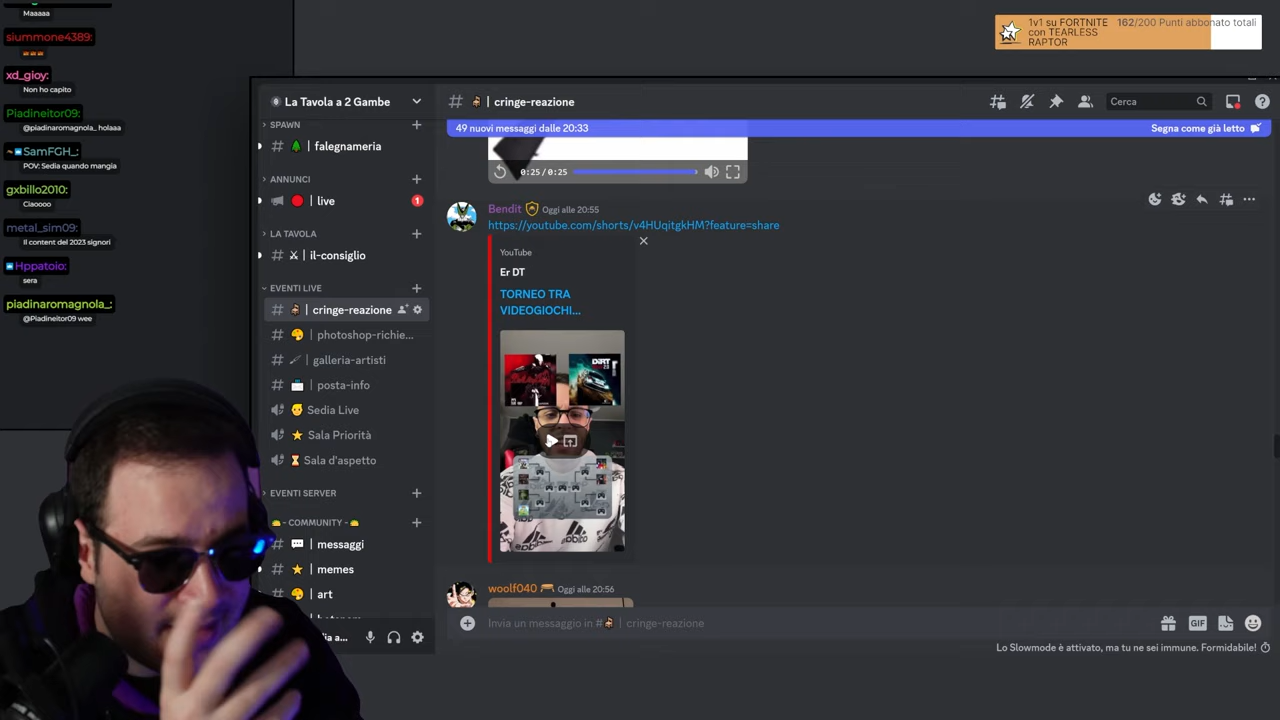 Maaaaa
siummone4389:
xd_gioy:
Non ho capito
Piadineitor09:
@piadinaromagnola_ holaaa
SamFGH_:
POV: Sedia quando mangia
gxbillo2010:
Ciaoooo
metal_sim09:
Il content del 2023 signori
Hppatoio:
sera
piadinaromagnola_:
@Piadineitor09 wee
1v1 su FORTNITE
con TEARLESS
RAPTOR
162/200 Punti abbonato totali
La Tavola a 2 Gambe
SPAWN
| falegnameria
ANNUNCI
| live
1
LA TAVOLA
| il-consiglio
EVENTI LIVE
| cringe-reazione
| photoshop-richie...
| galleria-artisti
| posta-info
Sedia Live
Sala Priorità
Sala d'aspetto
EVENTI SERVER
- COMMUNITY -
| messaggi
| memes
| art
| cringe-reazione
Cerca
49 nuovi messaggi dalle 20:33
Segna come già letto
0:25/0:25
Bendit Oggi alle 20:55
https://youtube.com/shorts/v4HUqitgkHM?feature=share
YouTube
Er DT
TORNEO TRA
VIDEOGIOCHI...
DiRT
woolf040 Oggi alle 20:56
Invia un messaggio in # | cringe-reazione
GIF
Lo Slowmode è attivato, ma tu ne sei immune. Formidabile!